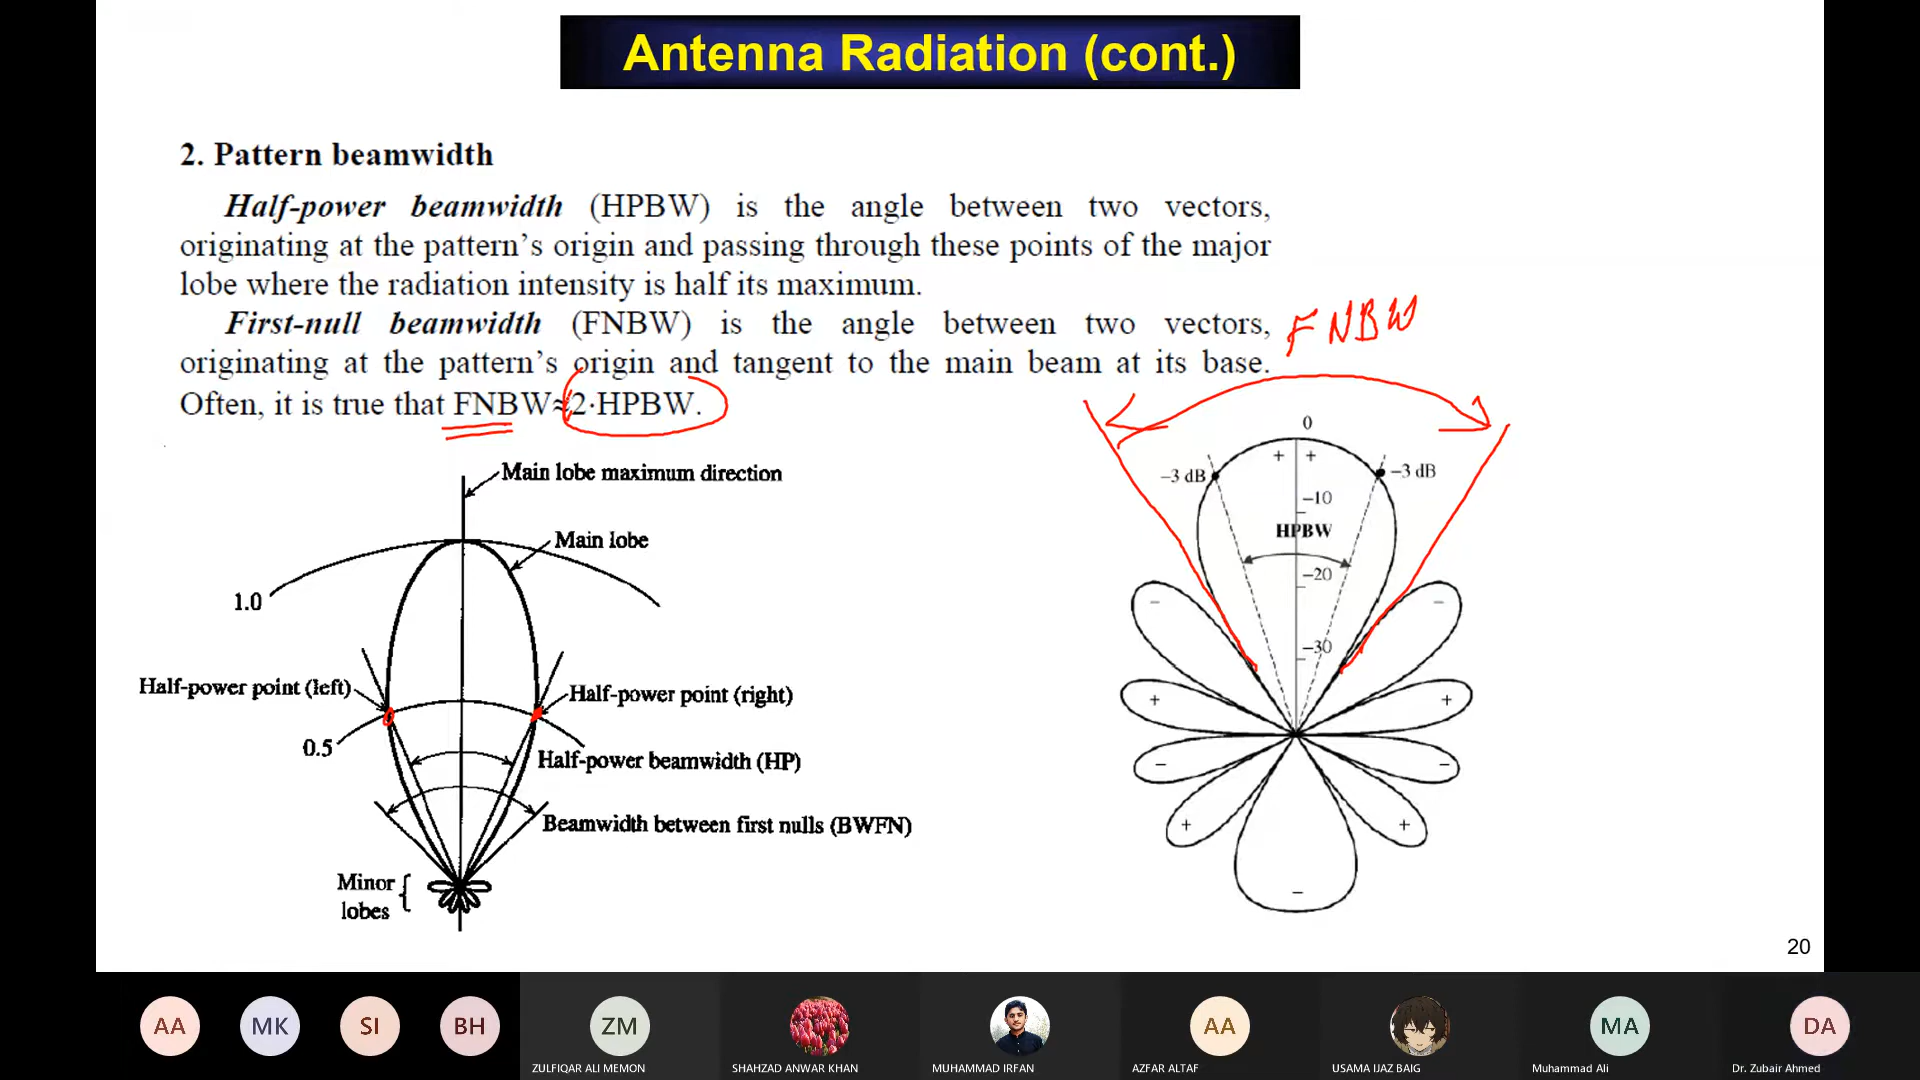 Antenna Radiation (cont.)
2. Pattern beamwidth
Half-power beamwidth (HPBW) is the angle between two vectors,
originating at the pattern's origin and passing through these points of the major
lobe where the radiation intensity is half its maximum.
First-null beamwidth (FNBW) is the angle between two vectors,
originating at the pattern's origin and tangent to the main beam at its base.
Often, it is true that FNBW≈2·HPBW.
FNBW
Main lobe maximum direction
Main lobe
1.0
Half-power point (left)
Half-power point (right)
0.5
Half-power beamwidth (HP)
Beamwidth between first nulls (BWFN)
Minor
lobes
0
+ +
−3 dB
−3 dB
−10
HPBW
−20
−30
− −
+ +
− −
+ +
−
20
AA
MK
SI
BH
ZM
AA
MA
DA
ZULFIQAR ALI MEMON
SHAHZAD ANWAR KHAN
MUHAMMAD IRFAN
AZFAR ALTAF
USAMA IJAZ BAIG
Muhammad Ali
Dr. Zubair Ahmed